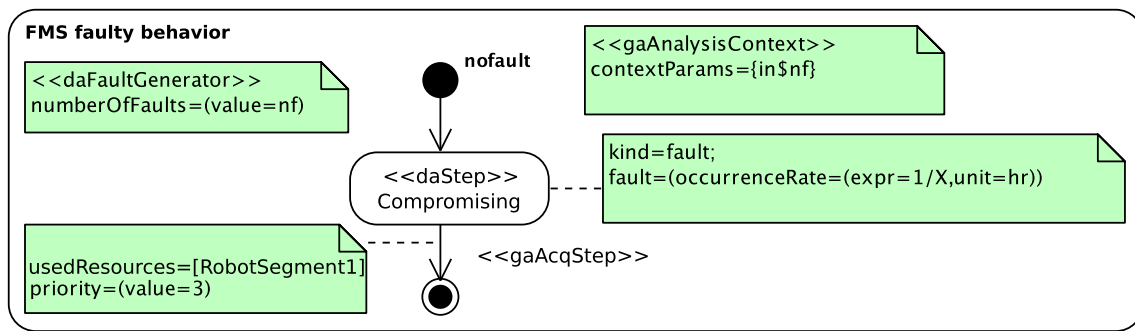 FMS faulty behavior
<<daFaultGenerator>>
numberOfFaults=(value=nf)
nofault
<<gaAnalysisContext>>
contextParams={in$nf}
<<daStep>>
Compromising
kind=fault;
fault=(occurrenceRate=(expr=1/X,unit=hr))
usedResources=[RobotSegment1]
priority=(value=3)
<<gaAcqStep>>